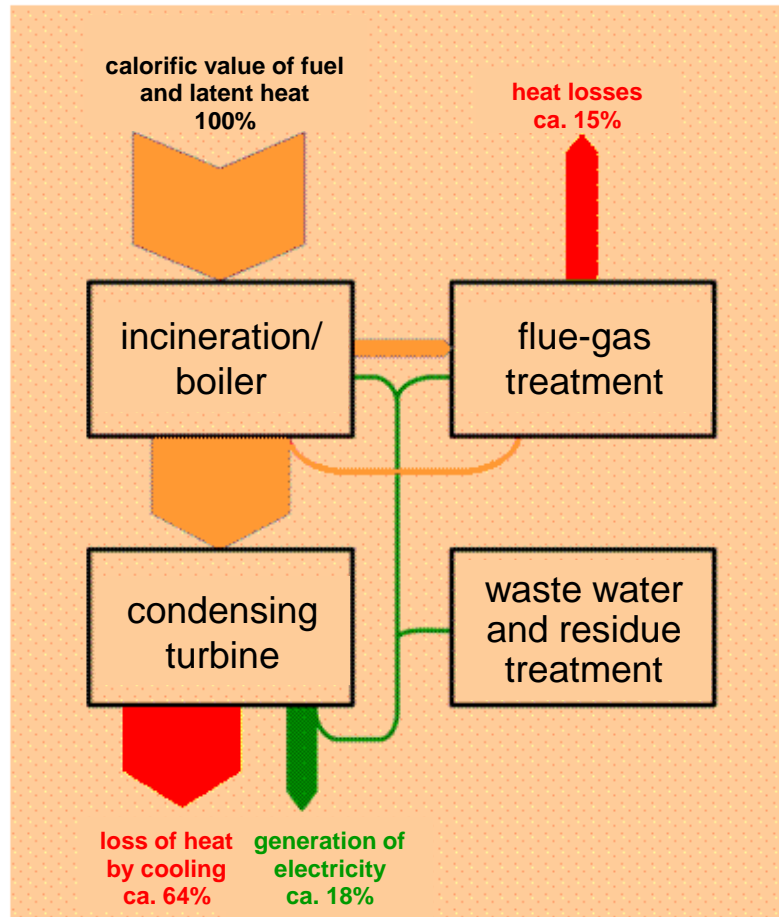 calorific value of fuel
and latent heat
100%
heat losses
ca. 15%
incineration/
boiler
flue-gas
treatment
condensing
turbine
waste water
and residue
treatment
loss of heat
by cooling
ca. 64%
generation of
electricity
ca. 18%